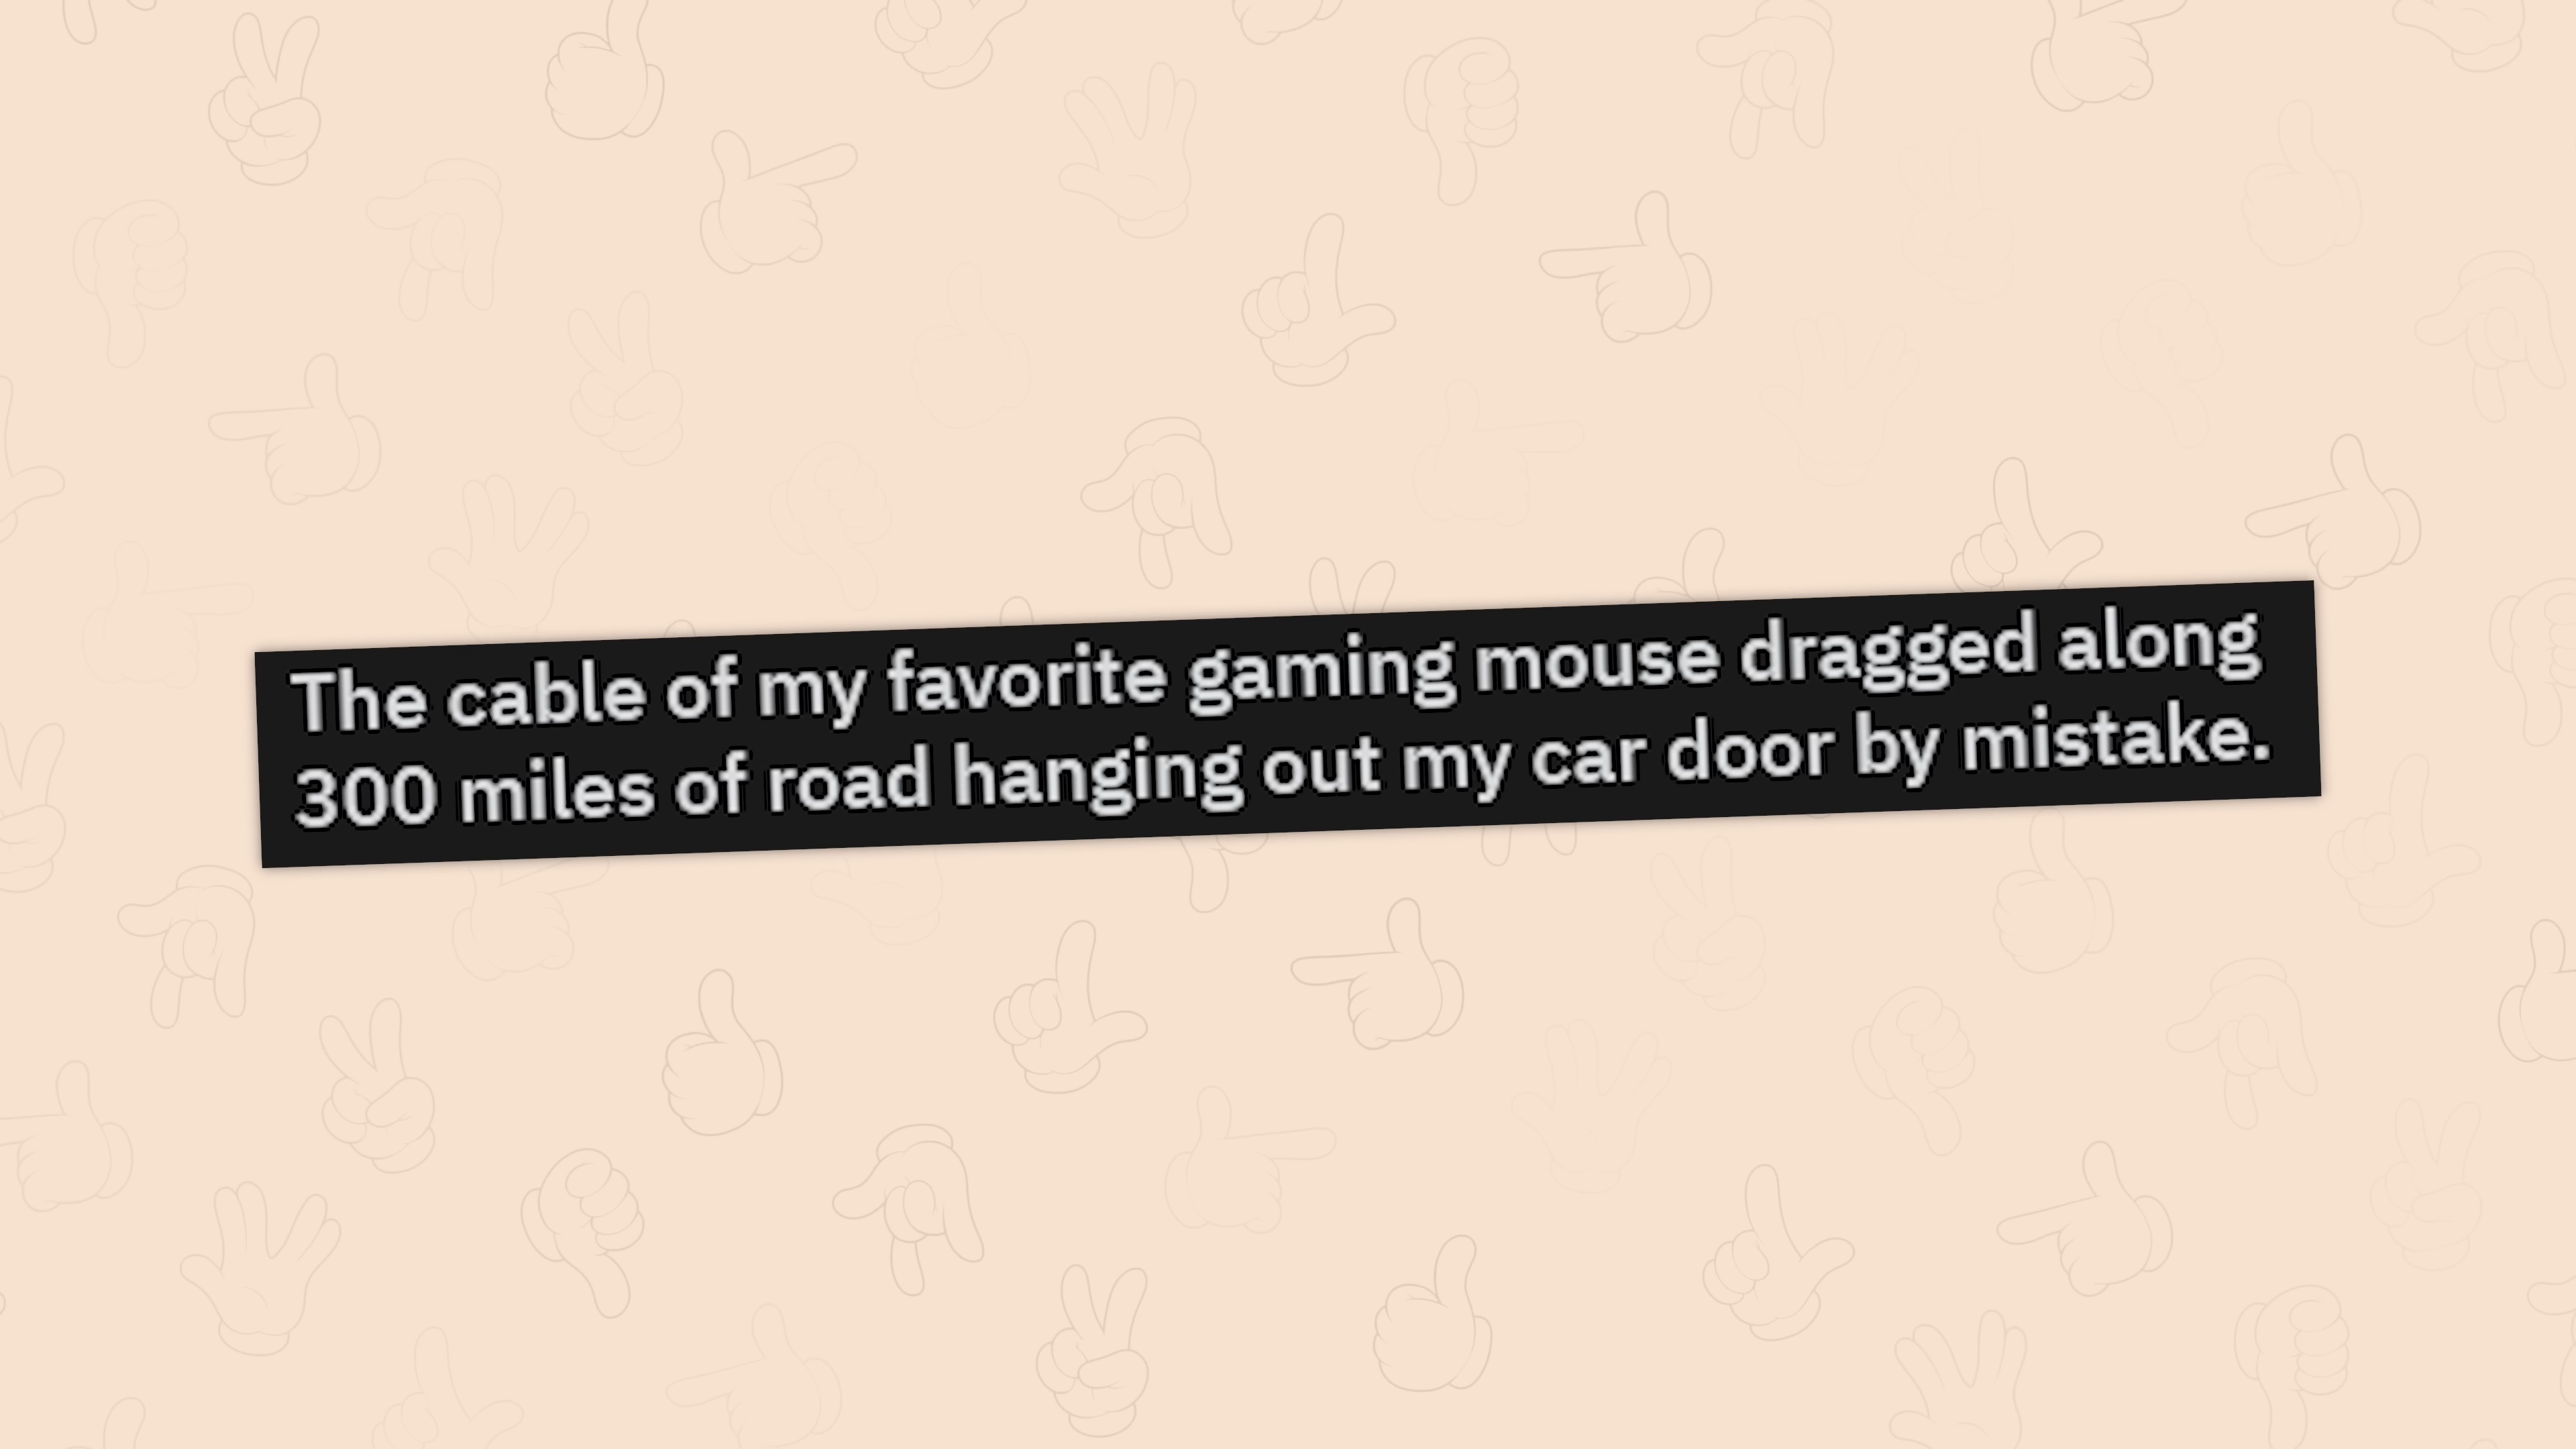 The cable of my favorite gaming mouse dragged along
300 miles of road hanging out my car door by mistake.